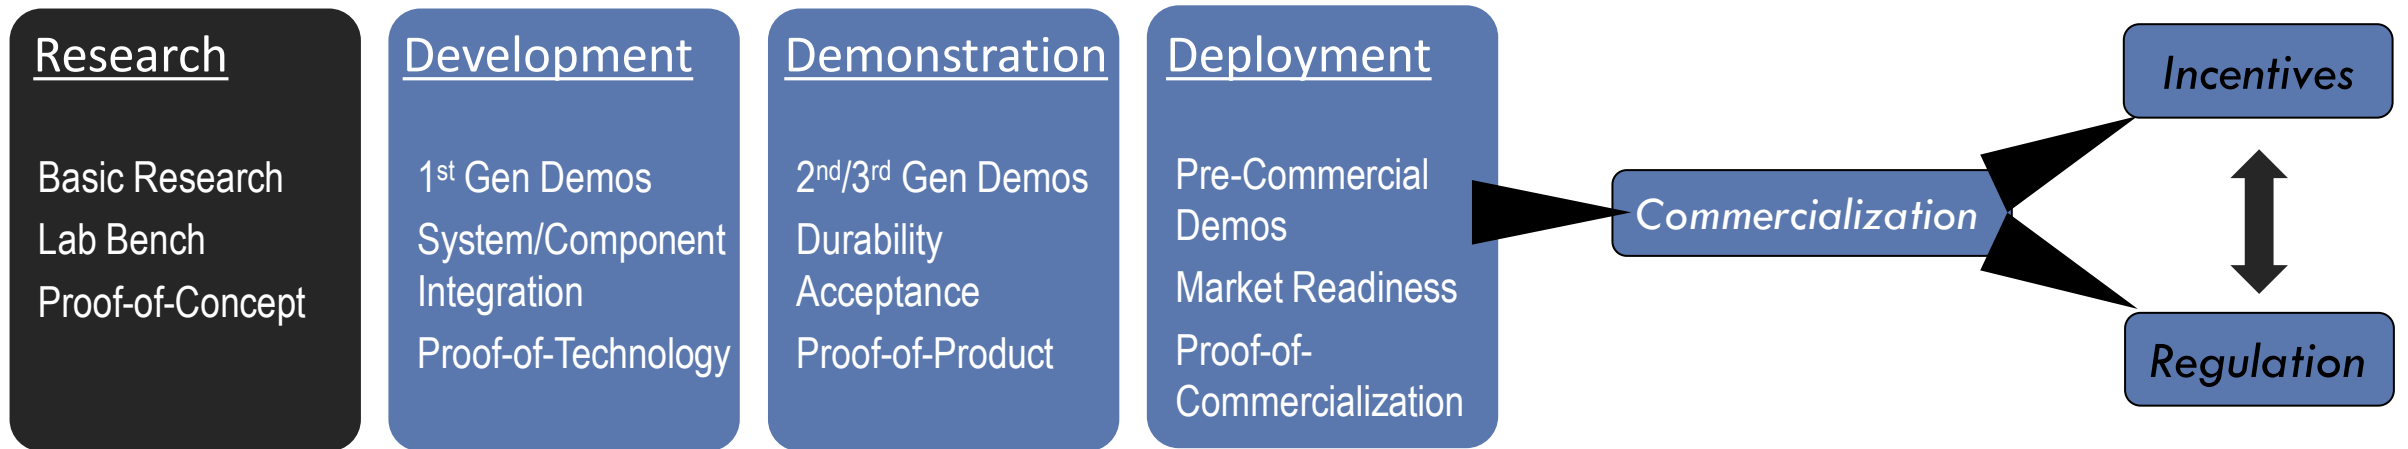 Research
Basic Research
Lab Bench
Proof-of-Concept
Development
1st Gen Demos
System/Component
Integration
Proof-of-Technology
Demonstration
2nd/3rd Gen Demos
Durability
Acceptance
Proof-of-Product
Deployment
Pre-Commercial
Demos
Market Readiness
Proof-of-
Commercialization
Commercialization
Incentives
Regulation